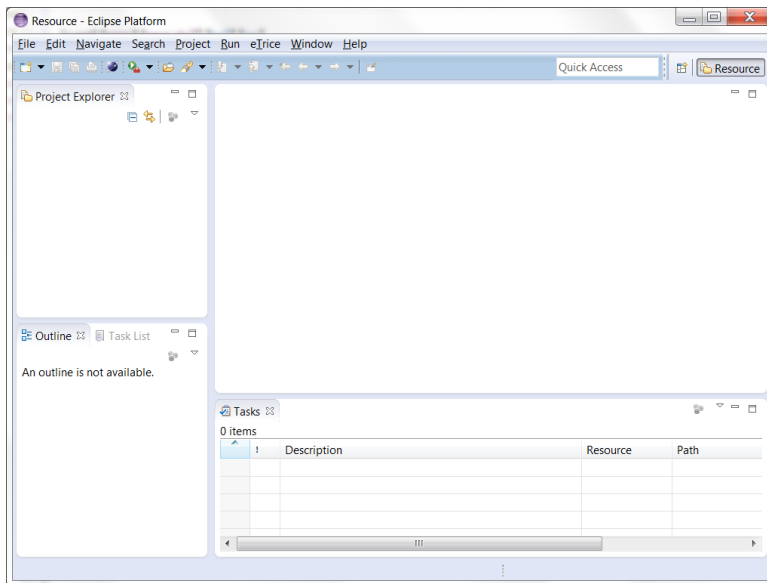 Resource - Eclipse Platform
File Edit Navigate Search Project Run eTrice Window Help
Quick Access
Resource
Project Explorer
Outline
Task List
An outline is not available.
Tasks
0 items
! Description Resource Path